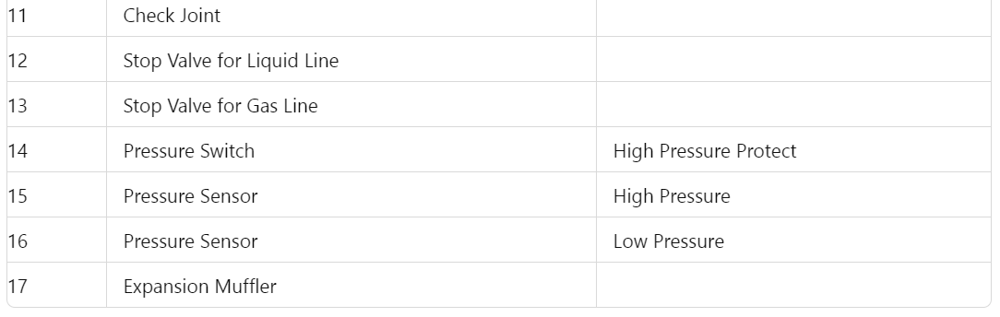 11 Check Joint
12 Stop Valve for Liquid Line
13 Stop Valve for Gas Line
14 Pressure Switch High Pressure Protect
15 Pressure Sensor High Pressure
16 Pressure Sensor Low Pressure
17 Expansion Muffler